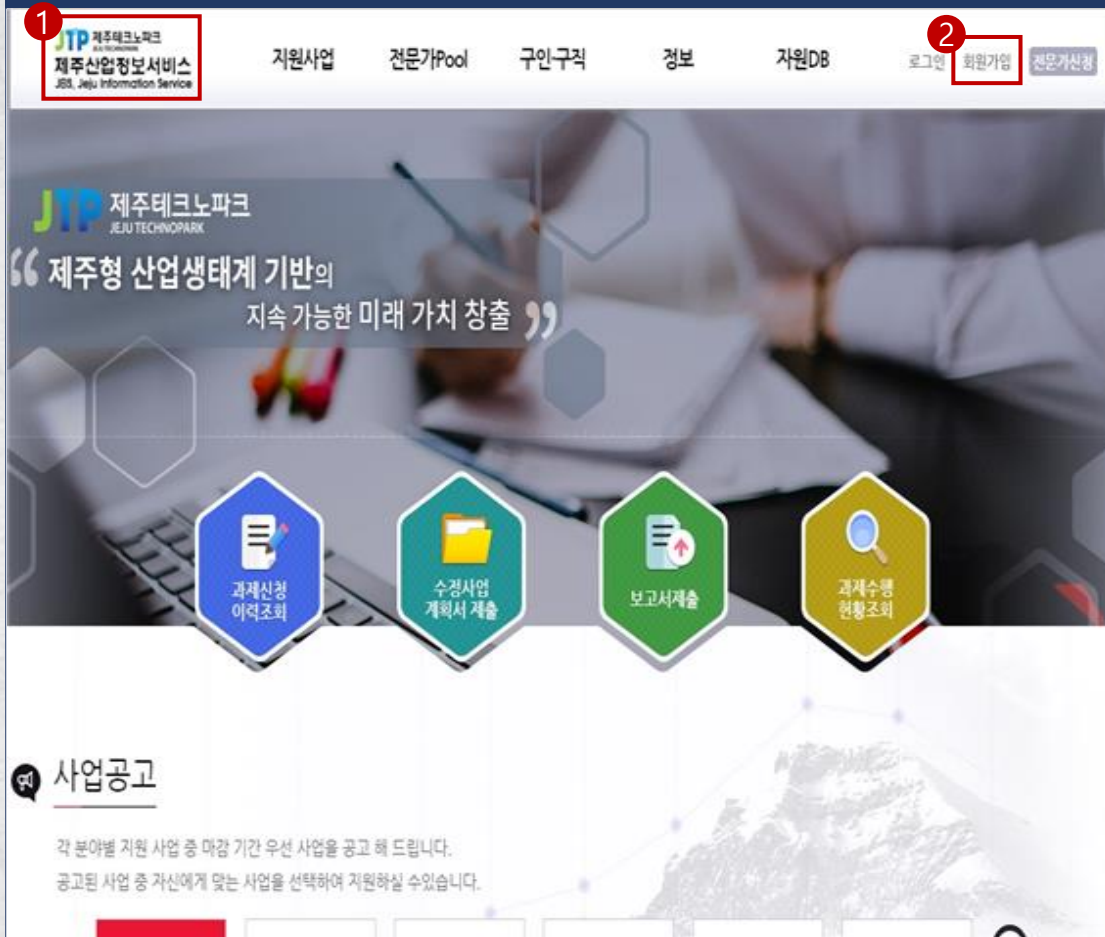 1
JTP 제주테크노파크
JEJU TECHNOPARK
제주산업정보서비스
JBS, Jeju Information Service
지원사업
전문가Pool
구인·구직
정보
자원DB
로그인
2
회원가입
전문가신청
JTP 제주테크노파크
JEJU TECHNOPARK
“ 제주형 산업생태계 기반의
지속 가능한 미래 가치 창출 ”
과제신청
이력조회
수정사업
계획서 제출
보고서제출
과제수행
현황조회
사업공고
각 분야별 지원 사업 중 마감 기간 우선 사업을 공고 해 드립니다.
공고된 사업 중 자신에게 맞는 사업을 선택하여 지원하실 수있습니다.